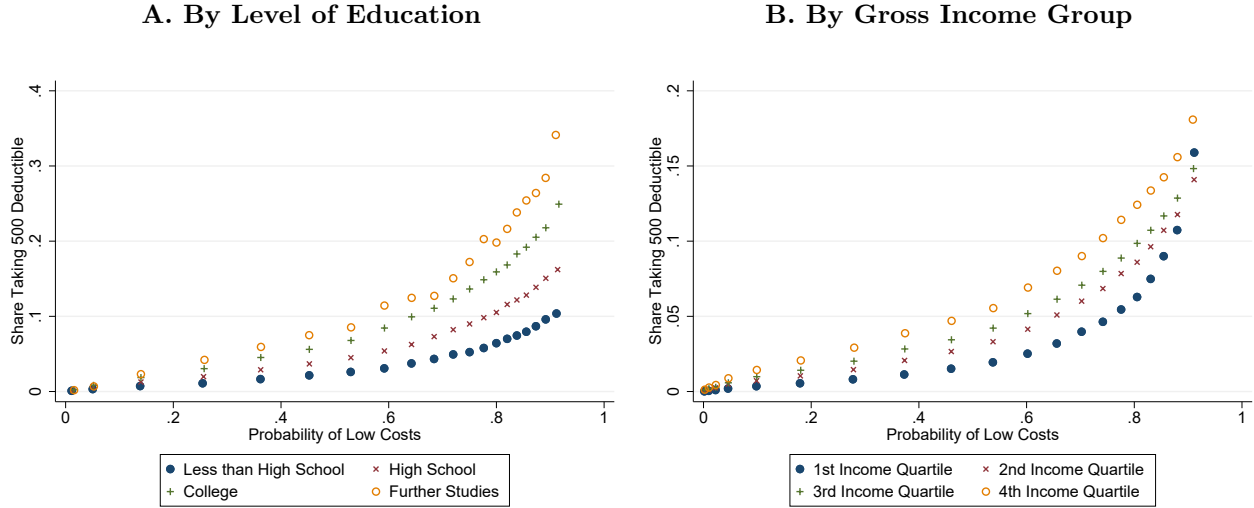 A. By Level of Education
.4
.3
.2
.1
0
Share Taking 500 Deductible
0 .2 .4 .6 .8 1
Probability of Low Costs
Less than High School High School
College Further Studies
B. By Gross Income Group
.2
.15
.1
.05
0
Share Taking 500 Deductible
0 .2 .4 .6 .8 1
Probability of Low Costs
1st Income Quartile 2nd Income Quartile
3rd Income Quartile 4th Income Quartile